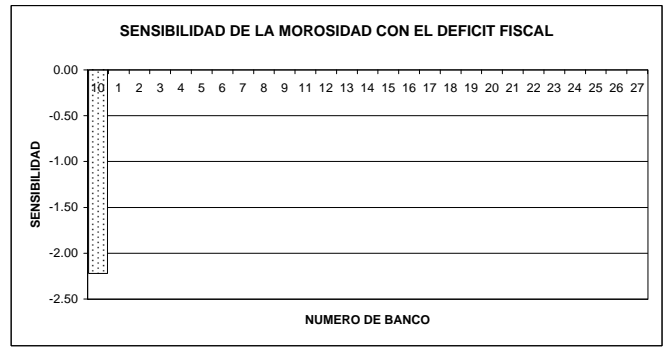 SENSIBILIDAD DE LA MOROSIDAD CON EL DEFICIT FISCAL
0.00
10 1 2 3 4 5 6 7 8 9 11 12 13 14 15 16 17 18 19 20 21 22 23 24 25 26 27
-0.50
-1.00
-1.50
-2.00
-2.50
SENSIBILIDAD
NUMERO DE BANCO